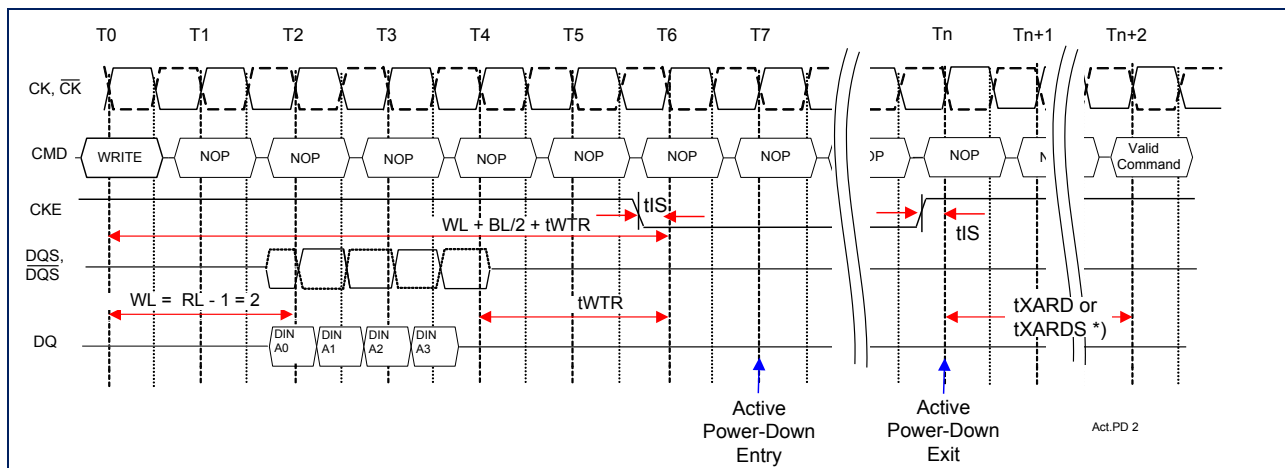 T0 T1 T2 T3 T4 T5 T6 T7 Tn Tn+1 Tn+2
CK, CK
CMD WRITE NOP NOP NOP NOP NOP NOP NOP OP NOP N Valid
Command
CKE tIS tIS
WL + BL/2 + tWTR
DQS,
DQS
WL = RL - 1 = 2 tWTR tXARD or
tXARDS *)
DQ DIN A0 DIN A1 DIN A2 DIN A3
Active
Power-Down
Entry
Active
Power-Down
Exit
Act.PD 2